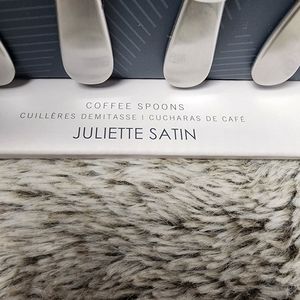 COFFEE SPOONS
CUILLÈRES DEMITASSE | CUCHARAS DE CAFÉ
JULIETTE SATIN